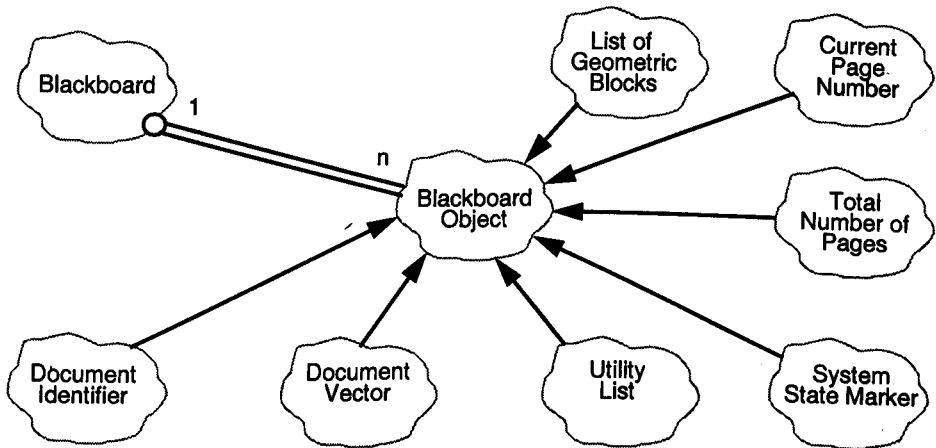 Blackboard
1
n
List of
Geometric
Blocks
Current
Page
Number
Blackboard
Object
Total
Number of
Pages
Document
Identifier
Document
Vector
Utility
List
System
State Marker